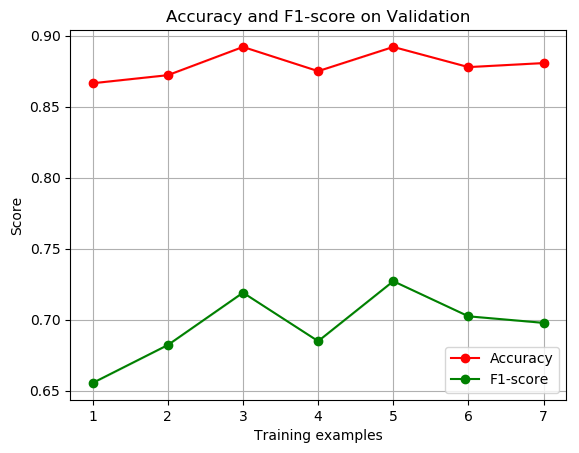 Accuracy and F1-score on Validation
0.90
0.85
0.80
0.75
0.70
0.65
Score
Accuracy
F1-score
1 2 3 4 5 6 7
Training examples